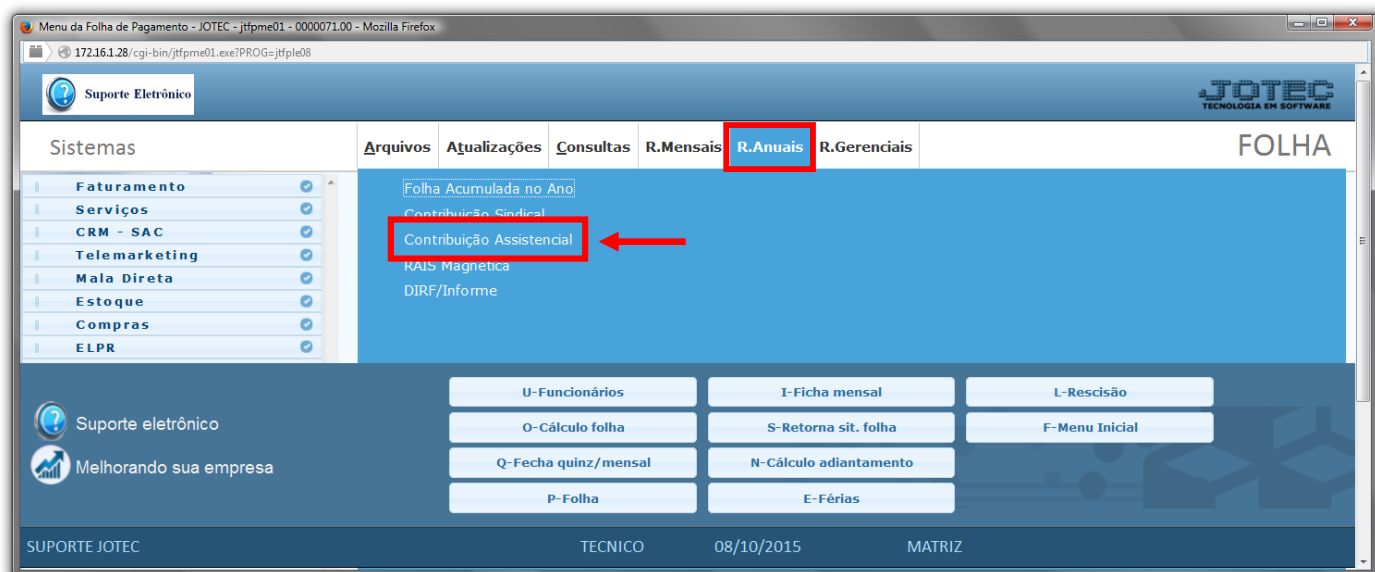 Menu da Folha de Pagamento - JOTEC - jtfpme01 - 0000071.00 - Mozilla Firefox
172.16.1.28/cgi-bin/jtfpme01.exe?PROG=jtfple08
Suporte Eletrônico
JOTEC
TECNOLOGIA EM SOFTWARE
Sistemas
Arquivos Atualizações Consultas R.Mensais R.Anuais R.Gerenciais
FOLHA
Faturamento
Serviços
CRM - SAC
Telemarketing
Mala Direta
Estoque
Compras
ELPR
Folha Acumulada no Ano
Contribuição Sindical
Contribuição Assistencial
RAIS Magnética
DIRF/Informe
Suporte eletrônico
Melhorando sua empresa
U-Funcionários I-Ficha mensal L-Rescisão
O-Cálculo folha S-Retorna sit. folha F-Menu Inicial
Q-Fecha quinz/mensal N-Cálculo adiantamento
P-Folha E-Férias
SUPORTE JOTEC TECNICO 08/10/2015 MATRIZ